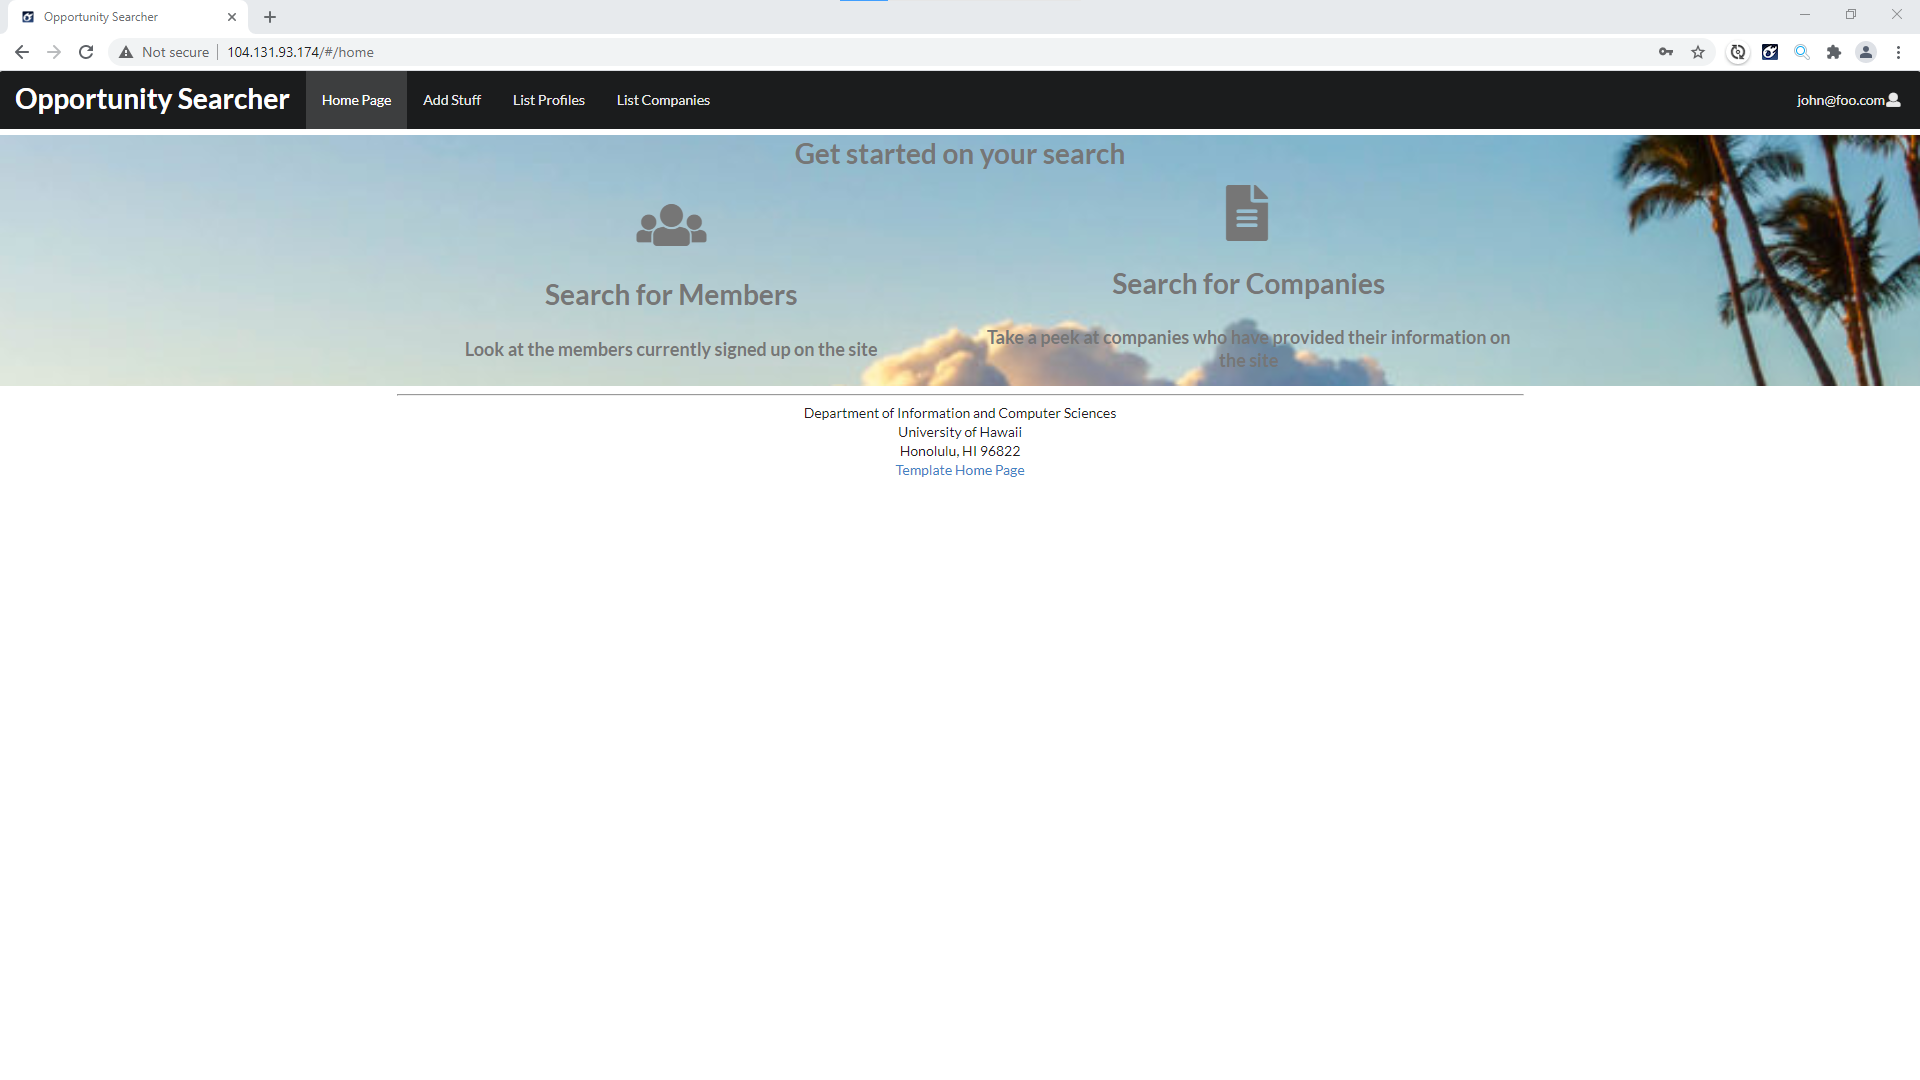 Opportunity Searcher
Not secure
104.131.93.174/#/home
Opportunity Searcher
Home Page
Add Stuff
List Profiles
List Companies
john@foo.com
Get started on your search
Search for Members
Look at the members currently signed up on the site
Search for Companies
Take a peek at companies who have provided their information on
the site
Department of Information and Computer Sciences
University of Hawaii
Honolulu, HI 96822
Template Home Page